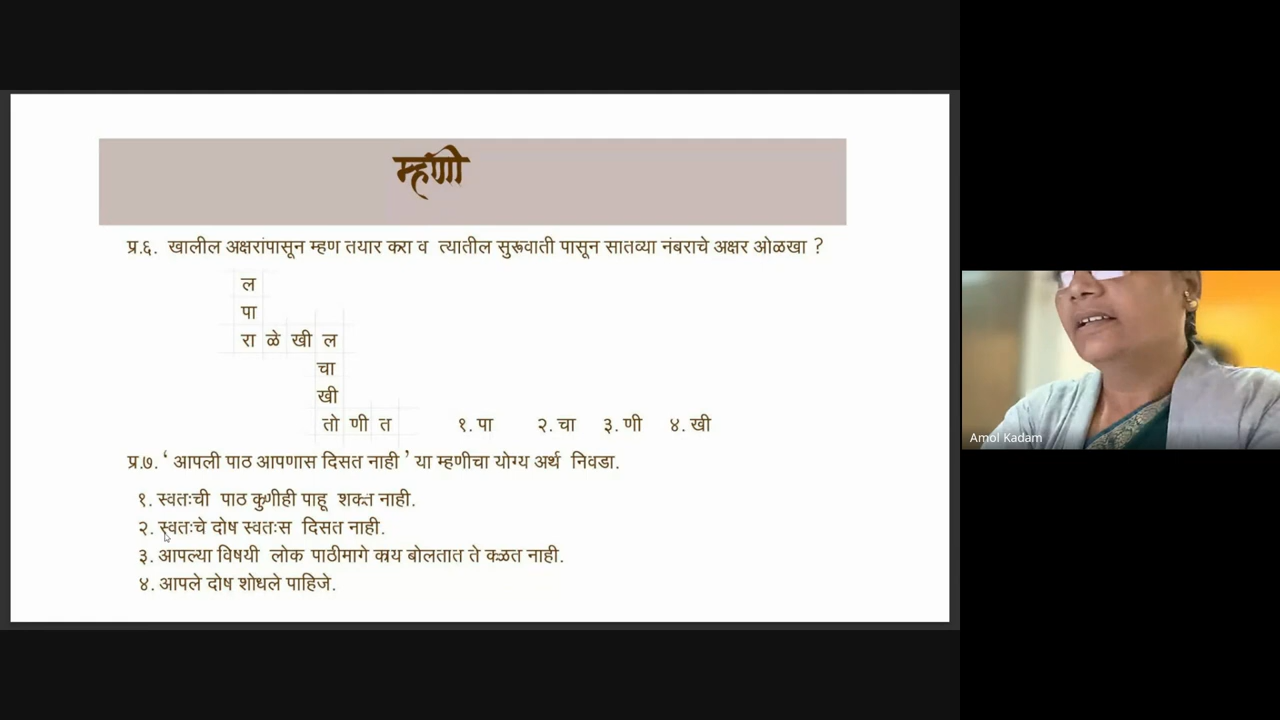 म्हणी
प्र.६. खालील अक्षरांपासून म्हण तयार करा व त्यातील सुरूवाती पासून सातव्या नंबराचे अक्षर ओळखा ?
ल
पा
रा ळे खी ल
चा
खी
तो णी त १. पा २. चा ३. णी ४. खी
प्र.७. ' आपली पाठ आपणास दिसत नाही ' या म्हणीचा योग्य अर्थ निवडा.
१. स्वतःची पाठ कुणीही पाहू शकत नाही.
२. स्वतःचे दोष स्वतःस दिसत नाही.
३. आपल्या विषयी लोक पाठीमागे काय बोलतात ते कळत नाही.
४. आपले दोष शोधले पाहिजे.
Amol Kadam